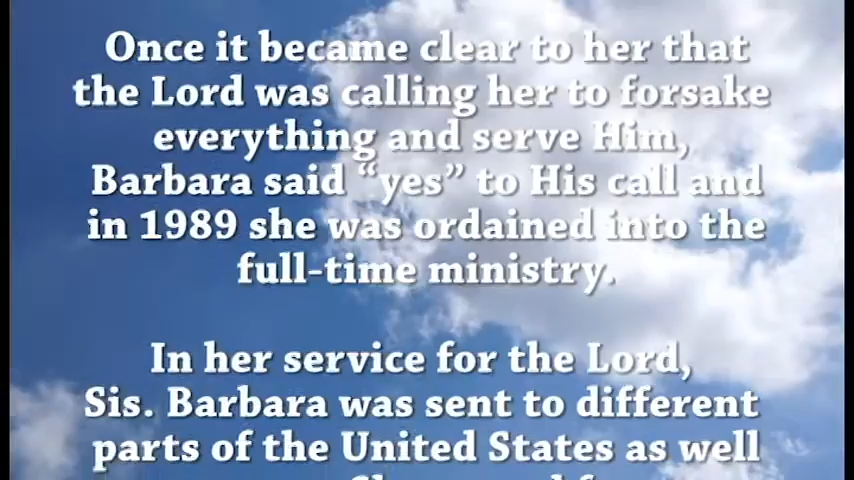 Once it became clear to her that
the Lord was calling her to forsake
everything and serve Him,
Barbara said “yes” to His call and
in 1989 she was ordained into the
full-time ministry.
In her service for the Lord,
Sis. Barbara was sent to different
parts of the United States as well